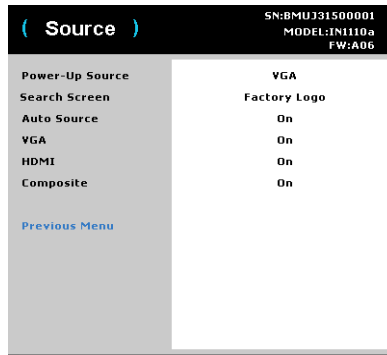 ( Source )
SN:BMUJ31500001
MODEL:IN1110a
FW:A06
Power-Up Source VGA
Search Screen Factory Logo
Auto Source On
VGA On
HDMI On
Composite On
Previous Menu